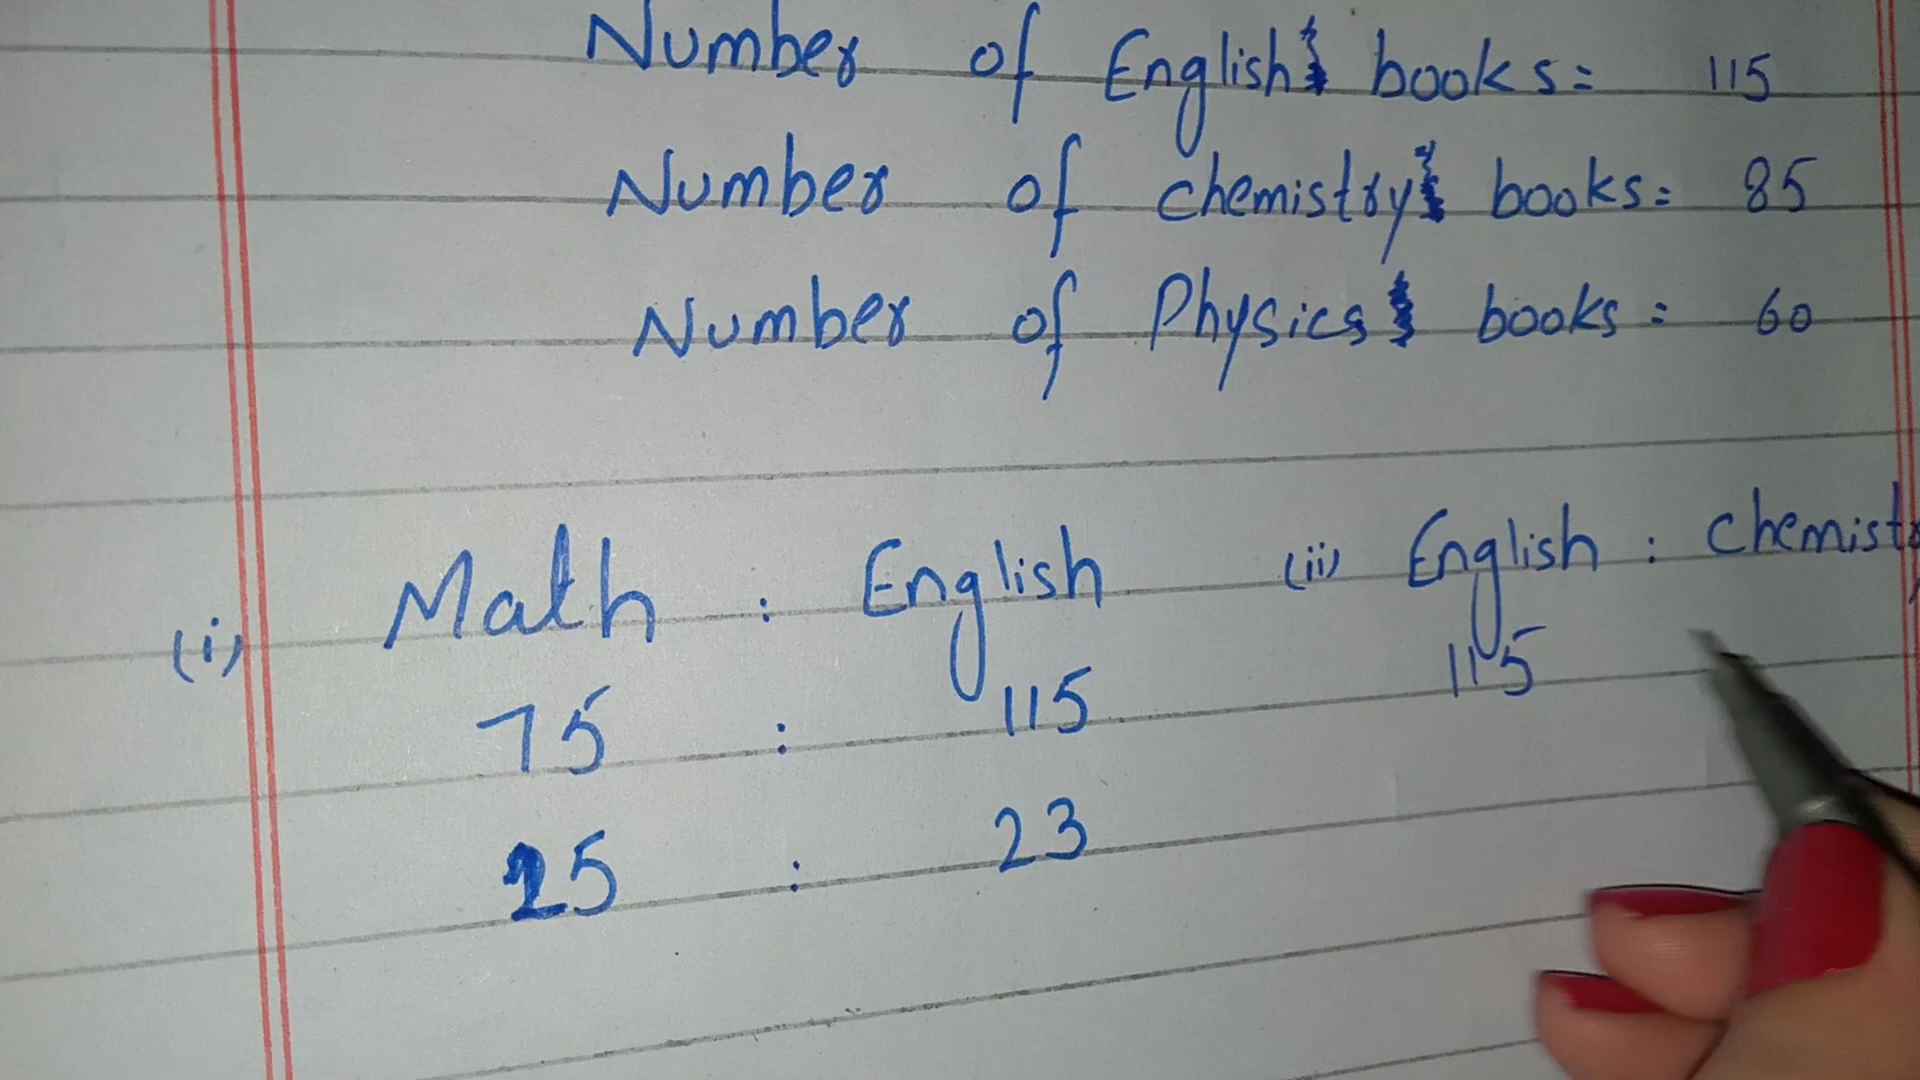 Number of English books= 115
Number of chemistry books= 85
Number of Physics books= 60
(i) Math : English (ii) English : Chemist
75 : 115 115
25 : 23